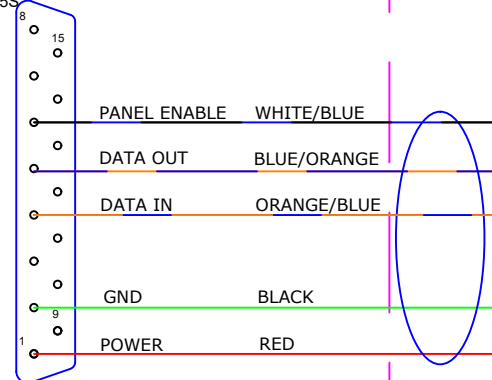 5S
8
15
PANEL ENABLE WHITE/BLUE
DATA OUT BLUE/ORANGE
DATA IN ORANGE/BLUE
GND BLACK
9
1
POWER RED